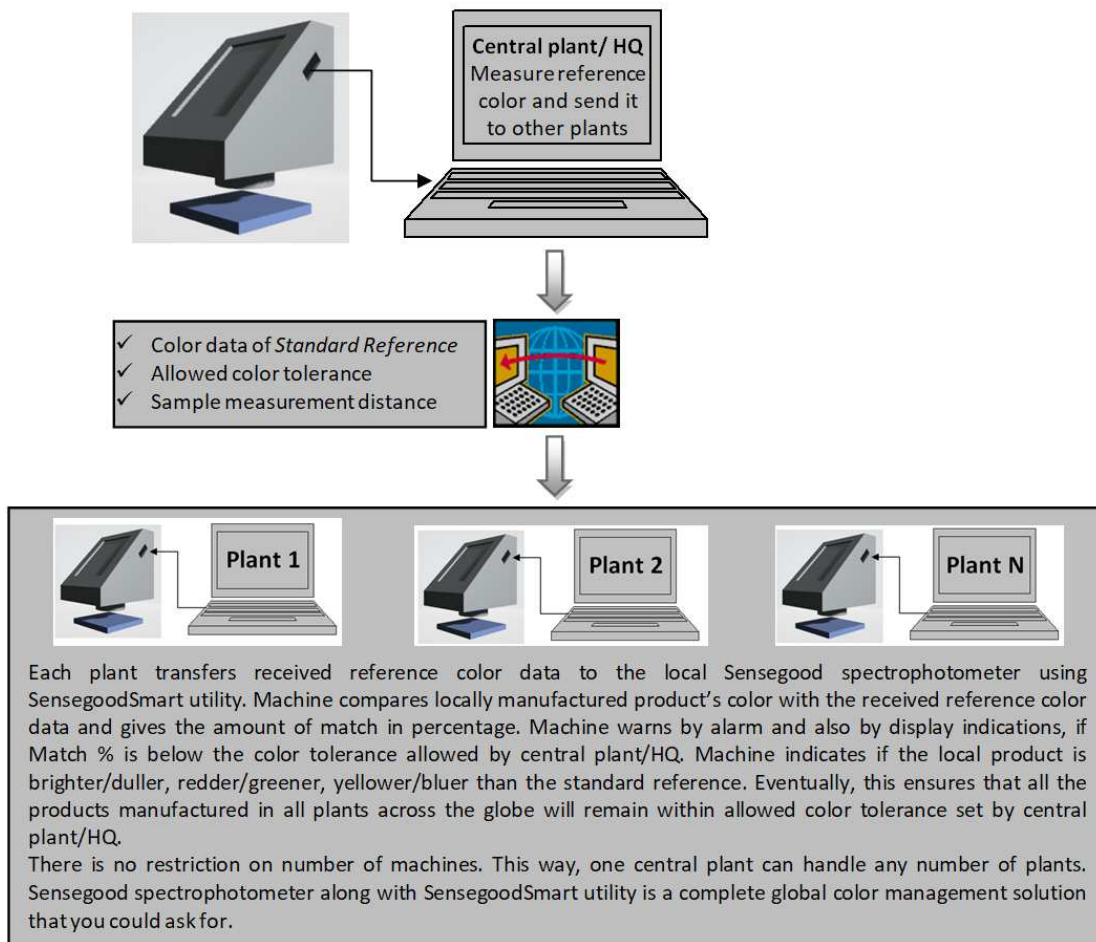 Central plant/ HQ
Measure reference
color and send it
to other plants
✓ Color data of Standard Reference
✓ Allowed color tolerance
✓ Sample measurement distance
Plant 1
Plant 2
Plant N
Each plant transfers received reference color data to the local Sensegood spectrophotometer using
SensegoodSmart utility. Machine compares locally manufactured product’s color with the received reference color
data and gives the amount of match in percentage. Machine warns by alarm and also by display indications, if
Match % is below the color tolerance allowed by central plant/HQ. Machine indicates if the local product is
brighter/duller, redder/greener, yellower/bluer than the standard reference. Eventually, this ensures that all the
products manufactured in all plants across the globe will remain within allowed color tolerance set by central
plant/HQ.
There is no restriction on number of machines. This way, one central plant can handle any number of plants.
Sensegood spectrophotometer along with SensegoodSmart utility is a complete global color management solution
that you could ask for.